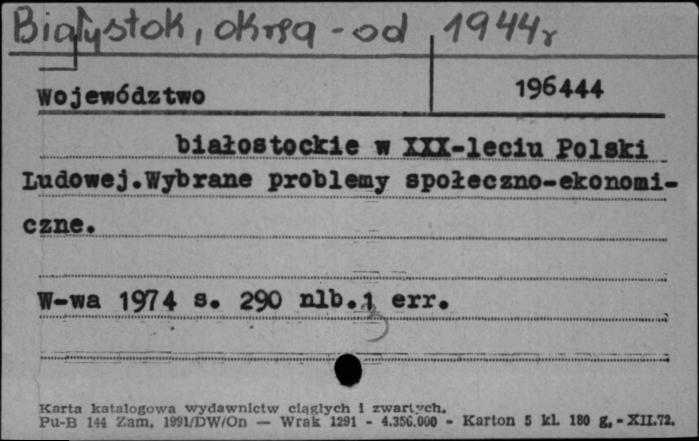 Białystok, okręg - od 1944r
Województwo 196444
białostockie w XXX-leciu Polski
Ludowej.Wybrane problemy społeczno-ekonomi-
czne.
W-wa 1974 s. 290 nlb.1 err.
Karta katalogowa wydawnictw ciągłych i zwartych.
Pu-B 144 Zam. 1991/DW/On — Wrak 1291 - 4.356.000 - Karton 5 kl. 180 g. - XII.72.